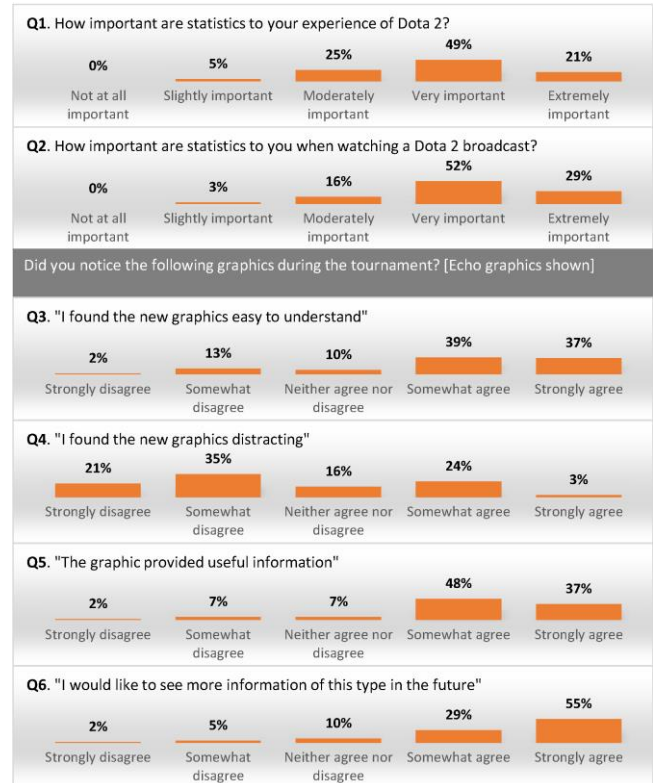 Q1. How important are statistics to your experience of Dota 2?
0% 5% 25% 49% 21%
Not at all important Slightly important Moderately important Very important Extremely important
Q2. How important are statistics to you when watching a Dota 2 broadcast?
0% 3% 16% 52% 29%
Not at all important Slightly important Moderately important Very important Extremely important
Did you notice the following graphics during the tournament? [Echo graphics shown]
Q3. "I found the new graphics easy to understand"
2% 13% 10% 39% 37%
Strongly disagree Somewhat disagree Neither agree nor disagree Somewhat agree Strongly agree
Q4. "I found the new graphics distracting"
21% 35% 16% 24% 3%
Strongly disagree Somewhat disagree Neither agree nor disagree Somewhat agree Strongly agree
Q5. "The graphic provided useful information"
2% 7% 7% 48% 37%
Strongly disagree Somewhat disagree Neither agree nor disagree Somewhat agree Strongly agree
Q6. "I would like to see more information of this type in the future"
2% 5% 10% 29% 55%
Strongly disagree Somewhat disagree Neither agree nor disagree Somewhat agree Strongly agree